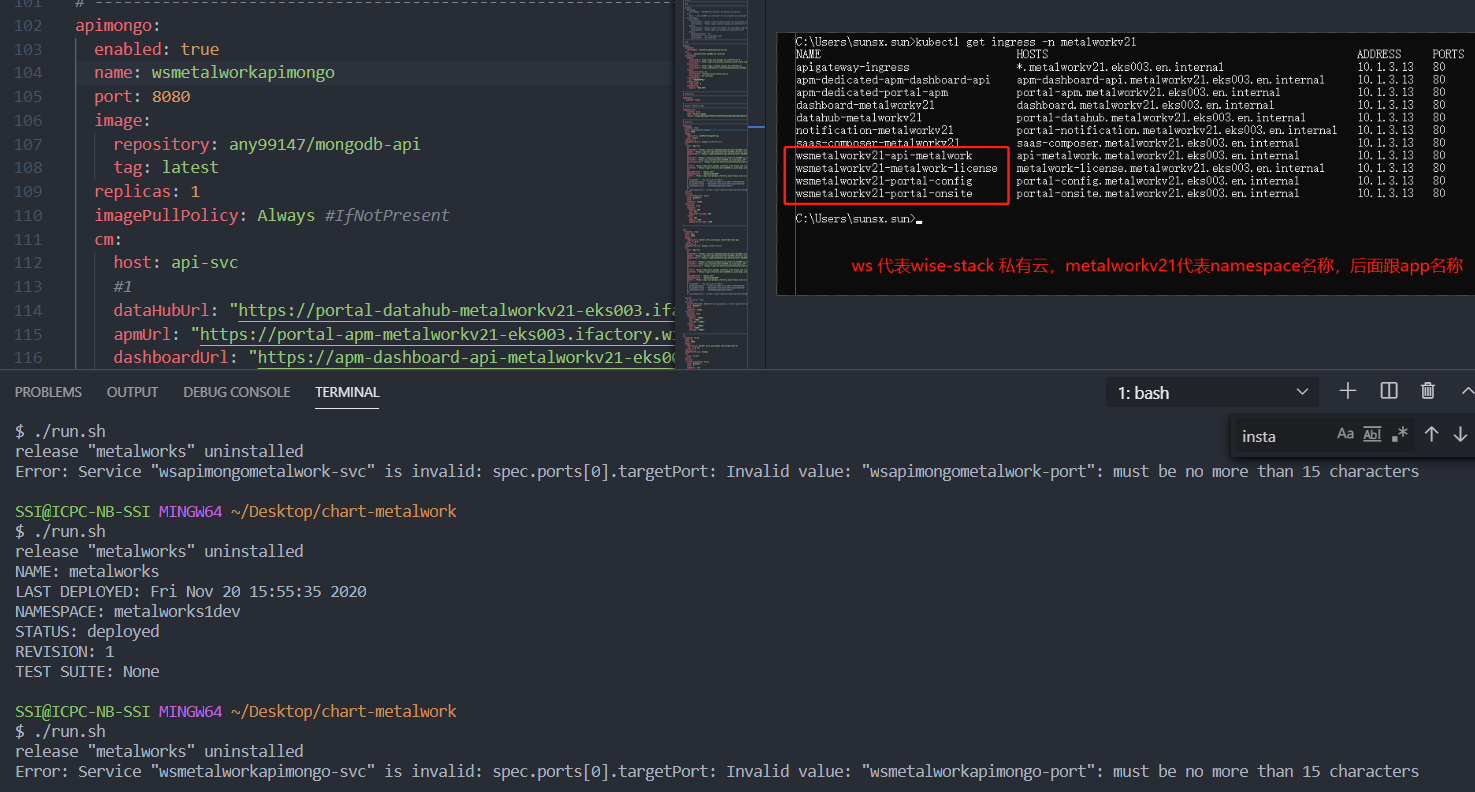 101 # ---
102 apimongo:
103 enabled: true
104 name: wsmetalworkapimongo
105 port: 8080
106 image:
107 repository: any99147/mongodb-api
108 tag: latest
109 replicas: 1
110 imagePullPolicy: Always #IfNotPresent
111 cm:
112 host: api-svc
113 #1
114 dataHubUrl: "https://portal-datahub-metalworkv21-eks003.ifa
115 apmUrl: "https://portal-apm-metalworkv21-eks003.ifactory.w
116 dashboardUrl: "https://apm-dashboard-api-metalworkv21-eks00
C:\Users\sunsx.sun>kubectl get ingress -n metalworkv21
NAME HOSTS ADDRESS PORTS
apigateway-ingress *.metalworkv21.eks003.en.internal 10.1.3.13 80
apm-dedicated-apm-dashboard-api apm-dashboard-api.metalworkv21.eks003.en.internal 10.1.3.13 80
apm-dedicated-portal-apm portal-apm.metalworkv21.eks003.en.internal 10.1.3.13 80
dashboard-metalworkv21 dashboard.metalworkv21.eks003.en.internal 10.1.3.13 80
datahub-metalworkv21 portal-datahub.metalworkv21.eks003.en.internal 10.1.3.13 80
notification-metalworkv21 portal-notification.metalworkv21.eks003.en.internal 10.1.3.13 80
saas-composer-metalworkv21 saas-composer.metalworkv21.eks003.en.internal 10.1.3.13 80
wsmetalworkv21-api-metalwork api-metalwork.metalworkv21.eks003.en.internal 10.1.3.13 80
wsmetalworkv21-metalwork-license metalwork-license.metalworkv21.eks003.en.internal 10.1.3.13 80
wsmetalworkv21-portal-config portal-config.metalworkv21.eks003.en.internal 10.1.3.13 80
wsmetalworkv21-portal-onsite portal-onsite.metalworkv21.eks003.en.internal 10.1.3.13 80
C:\Users\sunsx.sun>
ws 代表wise-stack 私有云，metalworkv21代表namespace名称，后面跟app名称
PROBLEMS OUTPUT DEBUG CONSOLE TERMINAL 1: bash
insta Aa Abl .*
$ ./run.sh
release "metalworks" uninstalled
Error: Service "wsapimongometalwork-svc" is invalid: spec.ports[0].targetPort: Invalid value: "wsapimongometalwork-port": must be no more than 15 characters
SSI@ICPC-NB-SSI MINGW64 ~/Desktop/chart-metalwork
$ ./run.sh
release "metalworks" uninstalled
NAME: metalworks
LAST DEPLOYED: Fri Nov 20 15:55:35 2020
NAMESPACE: metalworks1dev
STATUS: deployed
REVISION: 1
TEST SUITE: None
SSI@ICPC-NB-SSI MINGW64 ~/Desktop/chart-metalwork
$ ./run.sh
release "metalworks" uninstalled
Error: Service "wsmetalworkapimongo-svc" is invalid: spec.ports[0].targetPort: Invalid value: "wsmetalworkapimongo-port": must be no more than 15 characters